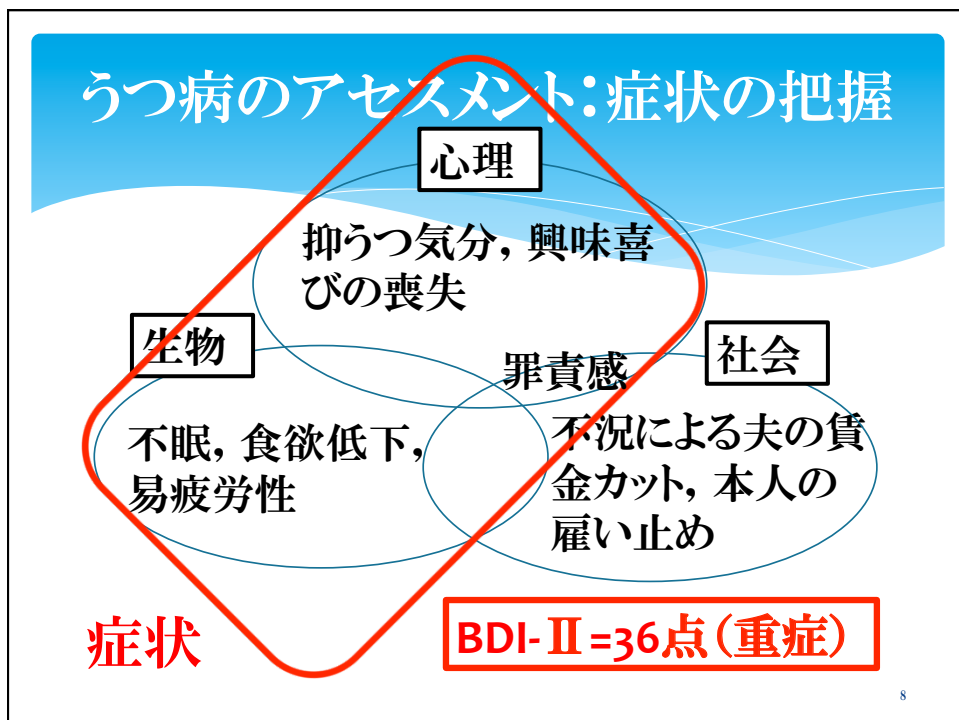 うつ病のアセスメント:症状の把握
心理
抑うつ気分, 興味喜
びの喪失
生物
社会
罪責感
不眠, 食欲低下,
易疲労性
不況による夫の賃
金カット, 本人の
雇い止め
症状
BDI-Ⅱ=36点(重症)
8